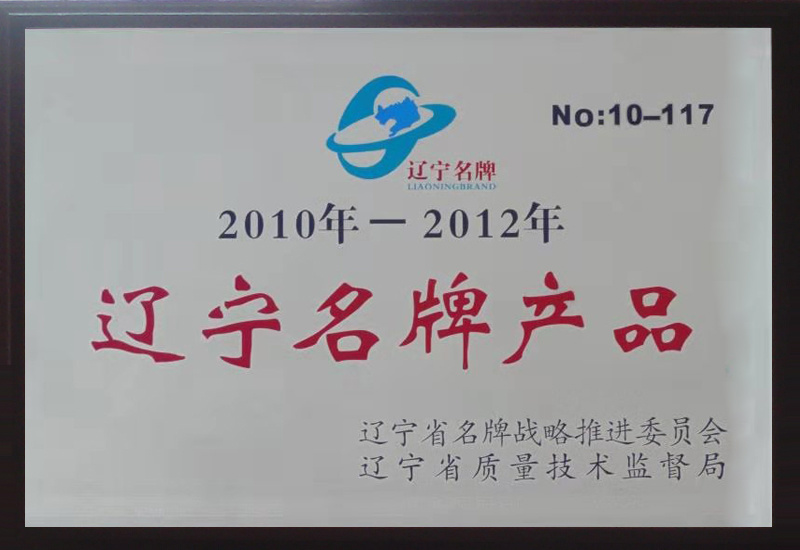 No:10-117
辽宁名牌
LIAONINGBRAND
2010年－2012年
辽宁名牌产品
辽宁省名牌战略推进委员会
辽宁省质量技术监督局